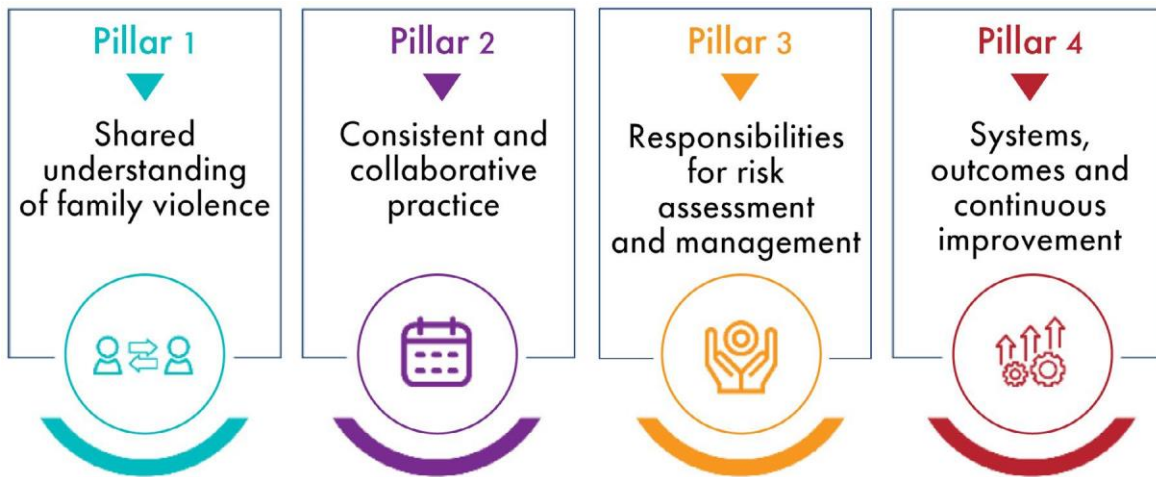 Pillar 1
Shared
understanding
of family violence
Pillar 2
Consistent and
collaborative
practice
Pillar 3
Responsibilities
for risk
assessment
and management
Pillar 4
Systems,
outcomes and
continuous
improvement